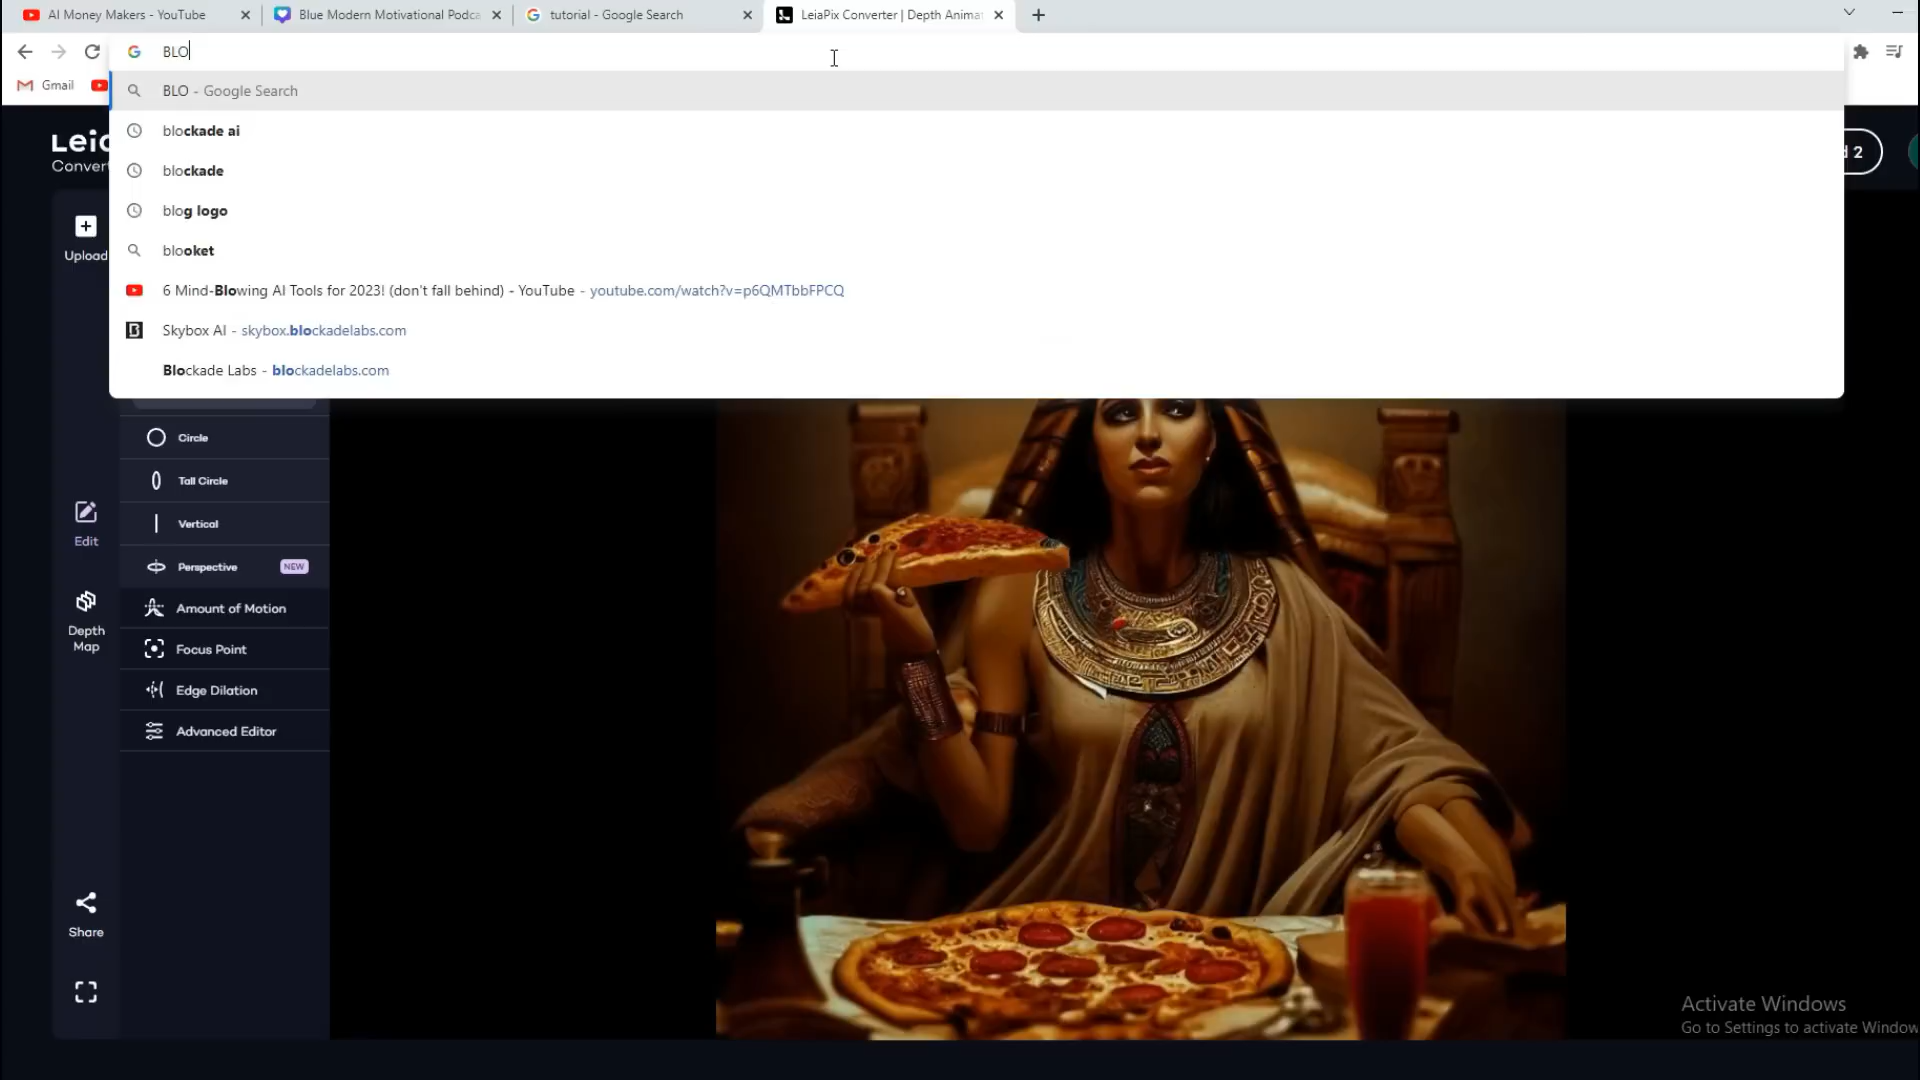 AI Money Makers - YouTube
Blue Modern Motivational Podca
tutorial - Google Search
LeiaPix Converter | Depth Anima
BLO
Gmail
BLO - Google Search
blockade ai
blockade
blog logo
blooket
6 Mind-Blowing AI Tools for 2023! (don't fall behind) - YouTube - youtube.com/watch?v=p6QMTbbFPCQ
Skybox AI - skybox.blockadelabs.com
Blockade Labs - blockadelabs.com
Leia
Convert
2
Upload
Circle
Tall Circle
Vertical
Perspective NEW
Edit
Amount of Motion
Depth
Map
Focus Point
Edge Dilation
Advanced Editor
Share
Activate Windows
Go to Settings to activate Window